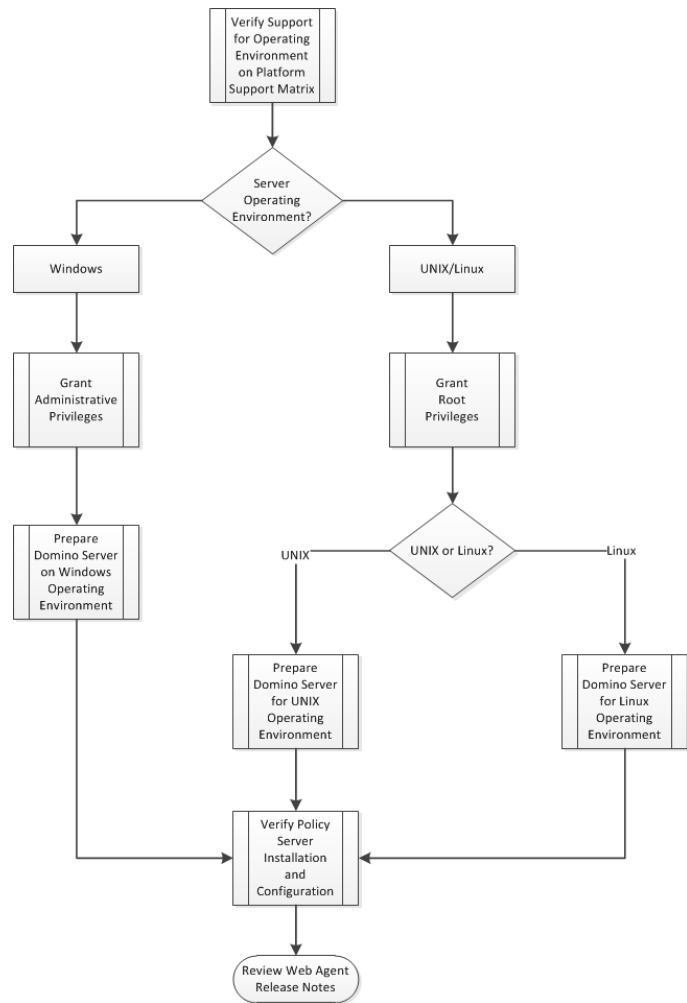 Verify Support
for Operating
Environment
on Platform
Support Matrix
Server
Operating
Environment?
Windows
UNIX/Linux
Grant
Administrative
Privileges
Grant
Root
Privileges
Prepare
Domino Server
on Windows
Operating
Environment
UNIX
UNIX or Linux?
Linux
Prepare
Domino Server
for UNIX
Operating
Environment
Prepare
Domino Server
for Linux
Operating
Environment
Verify Policy
Server
Installation
and
Configuration
Review Web Agent
Release Notes